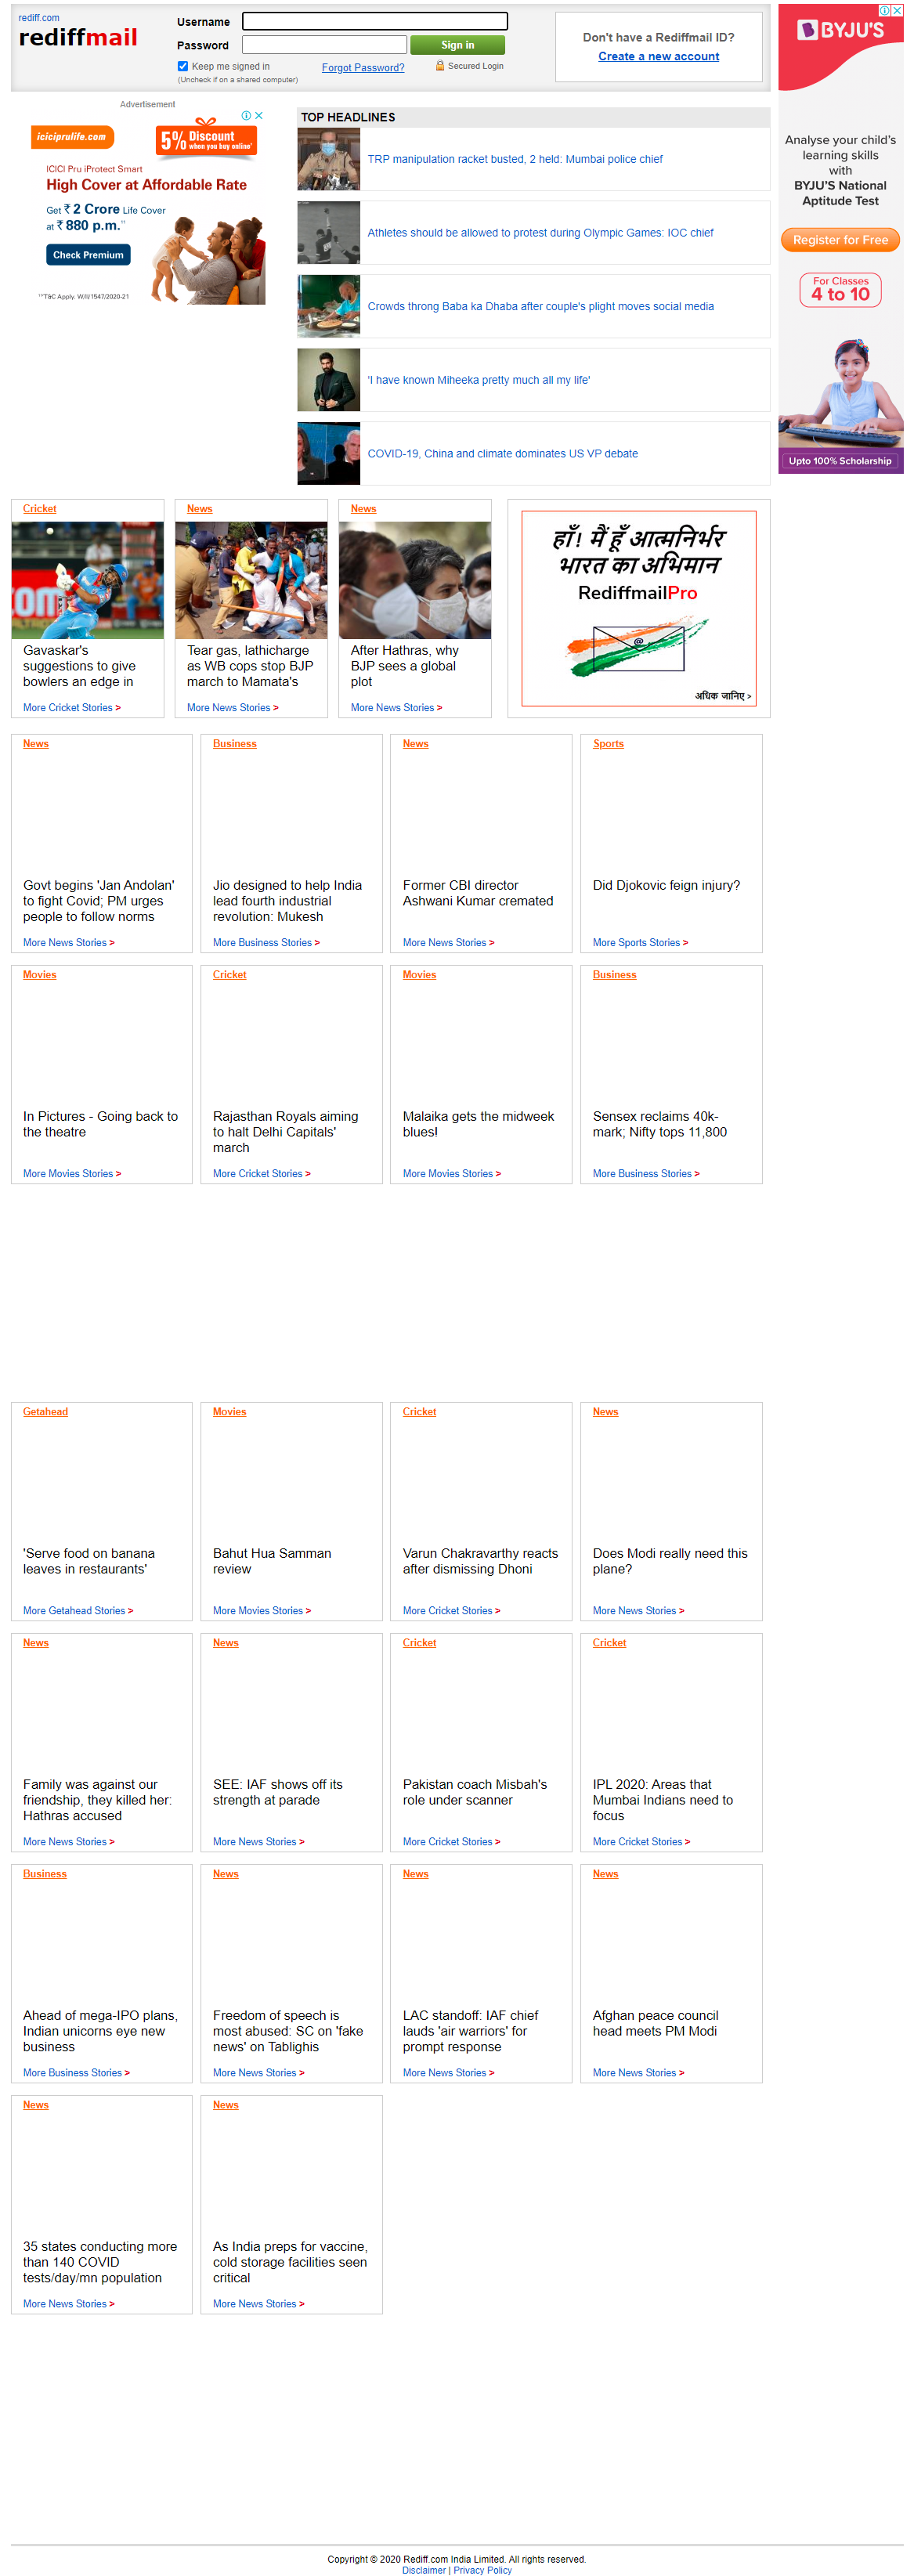 rediff.com
rediffmail
Username
Password
Sign in
Keep me signed in
(Uncheck if on a shared computer)
Forgot Password?
Secured Login
Don't have a Rediffmail ID?
Create a new account
BYJU'S
Analyse your child's
learning skills
with
BYJU'S National
Aptitude Test
Register for Free
For Classes
4 to 10
Upto 100% Scholarship
Advertisement
iciciprulife.com
5% Discount
when you buy online*
ICICI Pru iProtect Smart
High Cover at Affordable Rate
Get ₹ 2 Crore Life Cover
at ₹ 880 p.m.
Check Premium
T&C Apply. W/II/1547/2020-21
TOP HEADLINES
TRP manipulation racket busted, 2 held: Mumbai police chief
Athletes should be allowed to protest during Olympic Games: IOC chief
Crowds throng Baba ka Dhaba after couple's plight moves social media
'I have known Miheeka pretty much all my life'
COVID-19, China and climate dominates US VP debate
Cricket
Gavaskar's
suggestions to give
bowlers an edge in
More Cricket Stories >
News
Tear gas, lathicharge
as WB cops stop BJP
march to Mamata's
More News Stories >
News
After Hathras, why
BJP sees a global
plot
More News Stories >
हाँ! मैं हूँ आत्मनिर्भर
भारत का अभिमान
RediffmailPro
@
अधिक जानिए >
News
Govt begins 'Jan Andolan'
to fight Covid; PM urges
people to follow norms
More News Stories >
Business
Jio designed to help India
lead fourth industrial
revolution: Mukesh
More Business Stories >
News
Former CBI director
Ashwani Kumar cremated
More News Stories >
Sports
Did Djokovic feign injury?
More Sports Stories >
Movies
In Pictures - Going back to
the theatre
More Movies Stories >
Cricket
Rajasthan Royals aiming
to halt Delhi Capitals'
march
More Cricket Stories >
Movies
Malaika gets the midweek
blues!
More Movies Stories >
Business
Sensex reclaims 40k-
mark; Nifty tops 11,800
More Business Stories >
Getahead
'Serve food on banana
leaves in restaurants'
More Getahead Stories >
Movies
Bahut Hua Samman
review
More Movies Stories >
Cricket
Varun Chakravarthy reacts
after dismissing Dhoni
More Cricket Stories >
News
Does Modi really need this
plane?
More News Stories >
News
Family was against our
friendship, they killed her:
Hathras accused
More News Stories >
News
SEE: IAF shows off its
strength at parade
More News Stories >
Cricket
Pakistan coach Misbah's
role under scanner
More Cricket Stories >
Cricket
IPL 2020: Areas that
Mumbai Indians need to
focus
More Cricket Stories >
Business
Ahead of mega-IPO plans,
Indian unicorns eye new
business
More Business Stories >
News
Freedom of speech is
most abused: SC on 'fake
news' on Tablighis
More News Stories >
News
LAC standoff: IAF chief
lauds 'air warriors' for
prompt response
More News Stories >
News
Afghan peace council
head meets PM Modi
More News Stories >
News
35 states conducting more
than 140 COVID
tests/day/mn population
More News Stories >
News
As India preps for vaccine,
cold storage facilities seen
critical
More News Stories >
Copyright © 2020 Rediff.com India Limited. All rights reserved.
Disclaimer | Privacy Policy